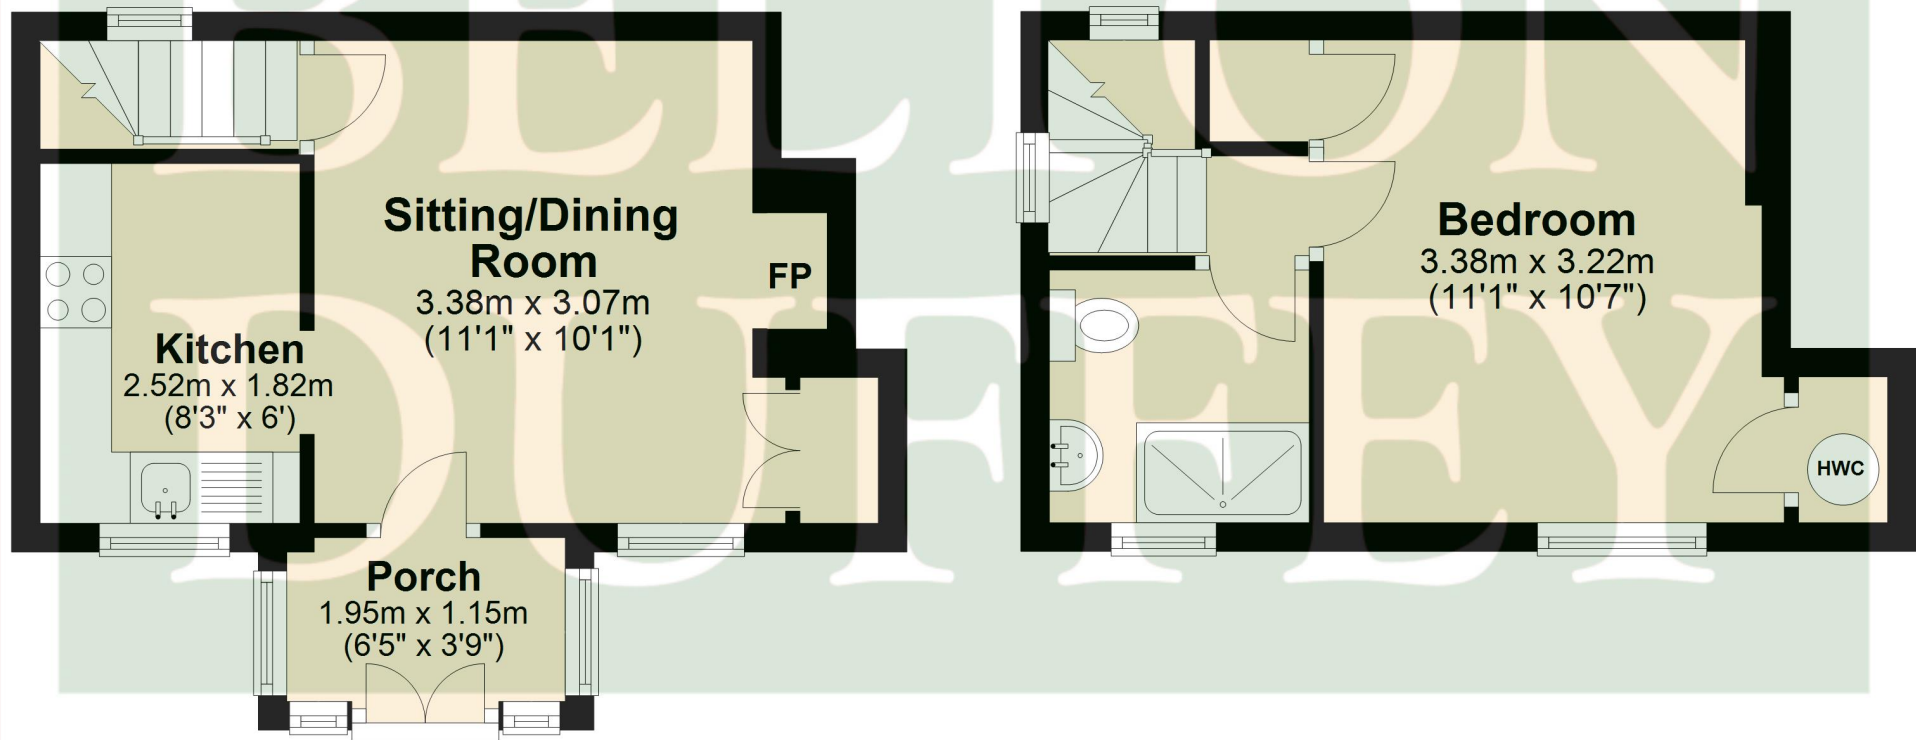 BELTON
DUFFEY
Sitting/Dining
Room
3.38m x 3.07m
(11'1" x 10'1")
FP
Kitchen
2.52m x 1.82m
(8'3" x 6')
Porch
1.95m x 1.15m
(6'5" x 3'9")
Bedroom
3.38m x 3.22m
(11'1" x 10'7")
HWC